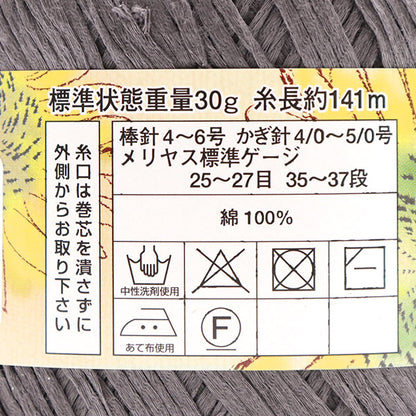 標準状態重量30g 糸長約141m
糸口は巻芯を潰さずに
外側からお取り下さい
棒針4〜6号 かぎ針4/0〜5/0号
メリヤス標準ゲージ
25〜27目 35〜37段
綿100%
中性洗剤使用
あて布使用
F